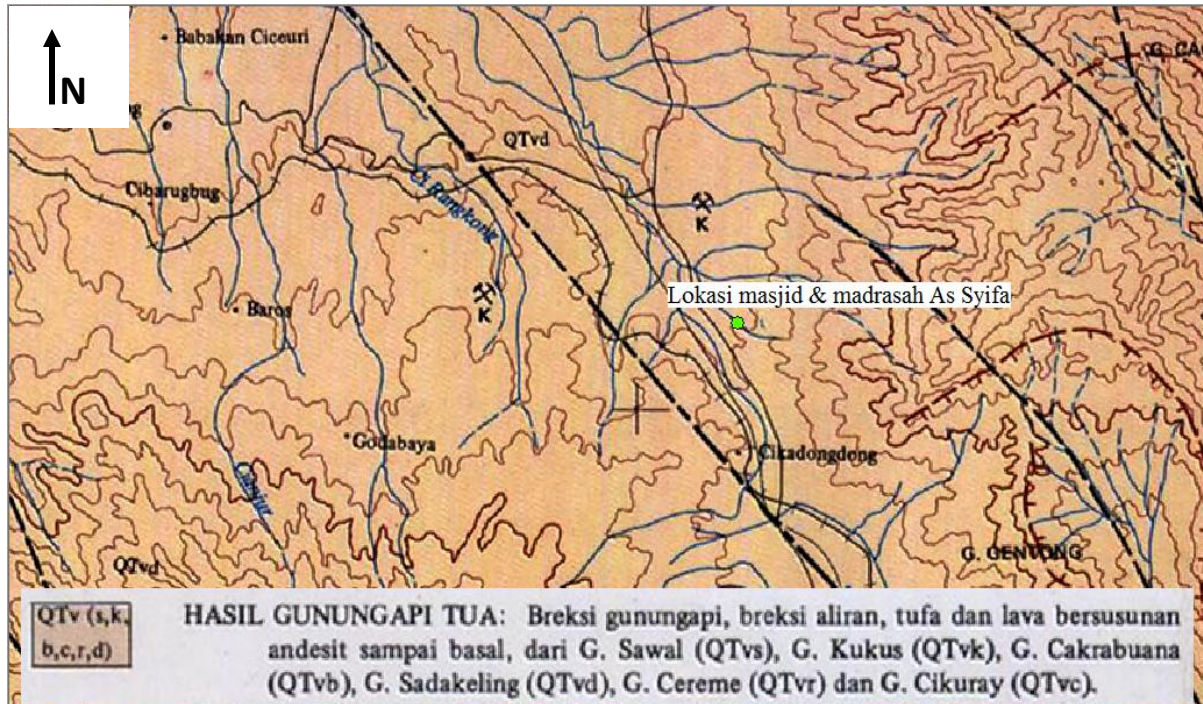 N
Babakan Ciceuri
G. CA
g
QTvd
Cibarugbug
K
Baros
K
Lokasi masjid & madrasah As Syifa
Godabaya
Cikadongdong
QTvd
G. GENTONG
QTv (s,k,
b,c,r,d)
HASIL GUNUNGAPI TUA: Breksi gunungapi, breksi aliran, tufa dan lava bersusunan
andesit sampai basal, dari G. Sawal (QTvs), G. Kukus (QTvk), G. Cakrabuana
(QTvb), G. Sadakeling (QTvd), G. Cereme (QTvr) dan G. Cikuray (QTvc).